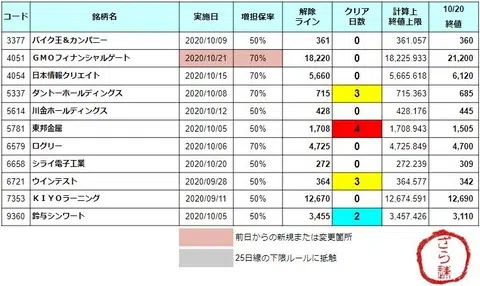 コード 銘柄名 実施日 増担保率 解除ライン クリア日数 計算上終値上限 10/20終値
3377 バイク王&カンパニー 2020/10/09 50% 361 0 361.057 360
4051 GMOフィナンシャルゲート 2020/10/21 70% 18,220 0 18,225.933 21,200
4054 日本情報クリエイト 2020/10/15 70% 5,660 0 5,665.618 6,120
5337 ダントーホールディングス 2020/10/08 70% 715 3 715.363 685
5614 川金ホールディングス 2020/10/12 50% 428 0 428.176 445
5781 東邦金属 2020/10/05 50% 1,708 4 1,708.943 1,505
6579 ログリー 2020/10/06 70% 4,725 0 4,725.849 4,700
6658 シライ電子工業 2020/10/20 50% 272 0 272.239 309
6721 ウインテスト 2020/09/28 50% 364 3 364.577 342
7353 KIYOラーニング 2020/09/11 50% 12,670 0 12,674.634 12,690
9360 鈴与シンワート 2020/10/05 50% 3,455 2 3,457.426 3,110
前日からの新規または変更箇所
25日線の下限ルールに抵触